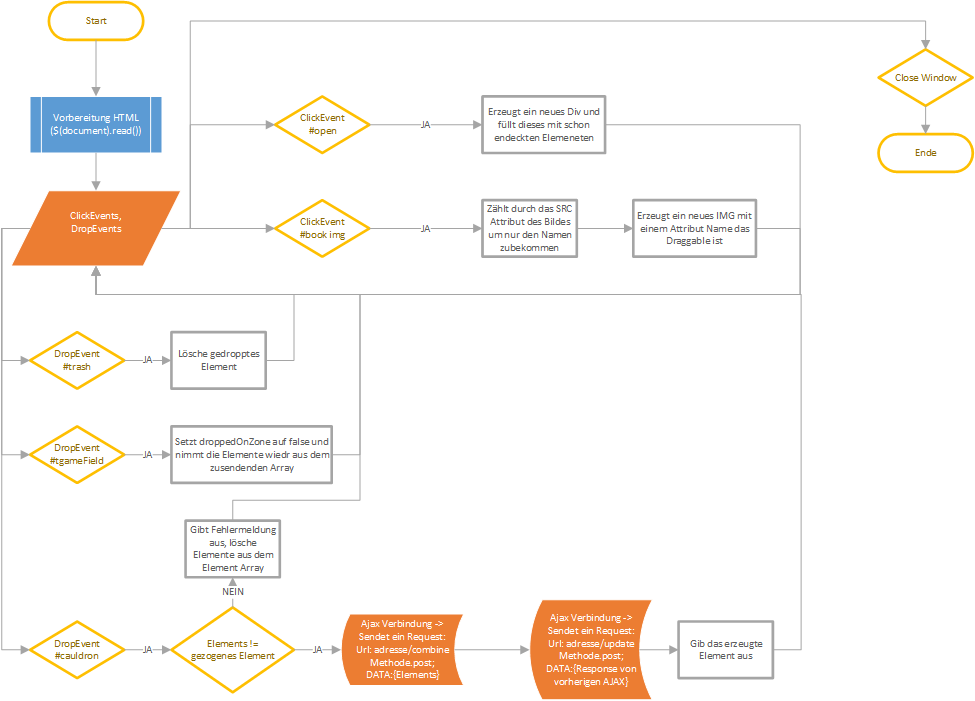 Start
Close Window
Ende
Vorbereitung HTML
($(document).read())
ClickEvents,
DropEvents
ClickEvent
#open
JA
Erzeugt ein neues Div und
füllt dieses mit schon
endeckten Elemeneten
ClickEvent
#book img
JA
Zählt durch das SRC
Attribut des Bildes
um nur den Namen
zubekommen
Erzeugt ein neues IMG mit
einem Attribut Name das
Draggable ist
DropEvent
#trash
JA
Lösche gedropptes
Element
DropEvent
#tgameField
JA
Setzt droppedOnZone auf false und
nimmt die Elemente wiedr aus dem
zusendenden Array
Gibt Fehlermeldung
aus, lösche
Elemente aus dem
Element Array
NEIN
DropEvent
#cauldron
JA
Elements !=
gezogenes Element
JA
Ajax Verbindung ->
Sendet ein Request:
Url: adresse/combine
Methode.post;
DATA:{Elements}
Ajax Verbindung ->
Sendet ein Request:
Url: adresse/update
Methode.post;
DATA:{Response von
vorherigen AJAX}
Gib das erzeugte
Element aus